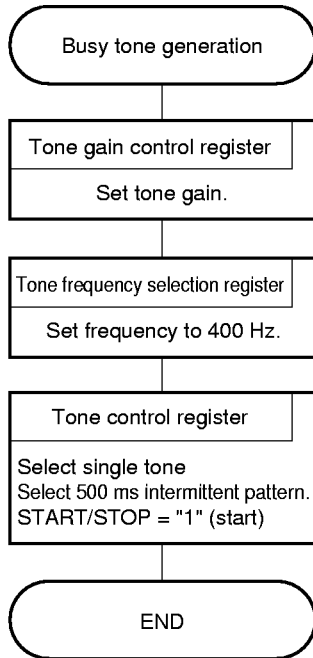 Busy tone generation
Tone gain control register
Set tone gain.
Tone frequency selection register
Set frequency to 400 Hz.
Tone control register
Select single tone
Select 500 ms intermittent pattern.
START/STOP = "1" (start)
END